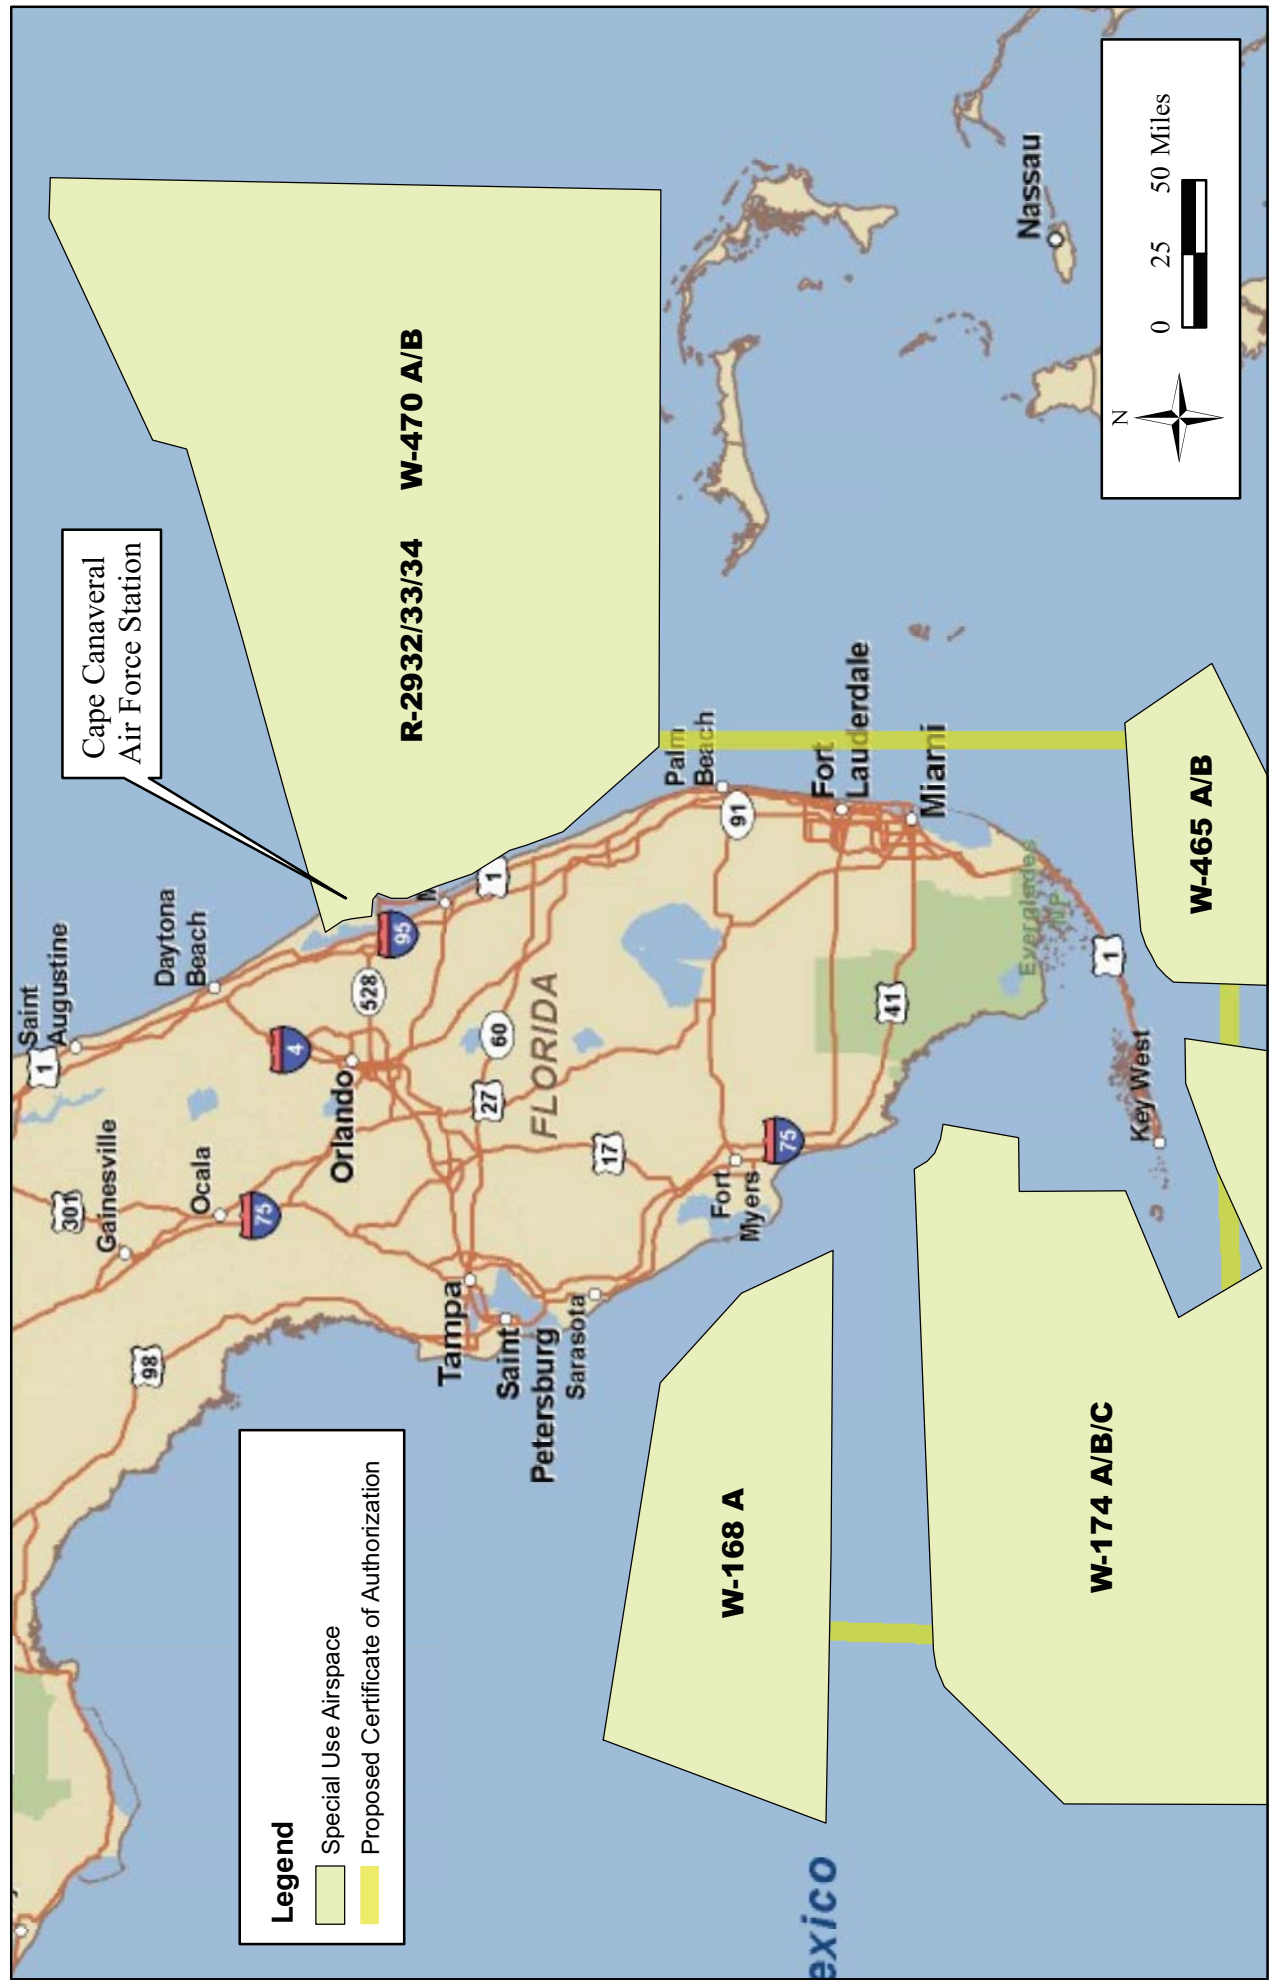 Cape Canaveral
Air Force Station
Saint
Augustine
1
Daytona
Beach
301
Gainesville
Ocala
75
4
98
Orlando
528
95
M
1
R-2932/33/34
W-470 A/B
Tampa
Saint
Petersburg
Sarasota
27
60
FLORIDA
17
Palm
Beach
91
Fort
Myers
75
Fort
Lauderdale
Miami
41
Everglades
NP
1
Key West
Nassau
W-168 A
W-174 A/B/C
W-465 A/B
exico
Legend
Special Use Airspace
Proposed Certificate of Authorization
N
0 25 50 Miles